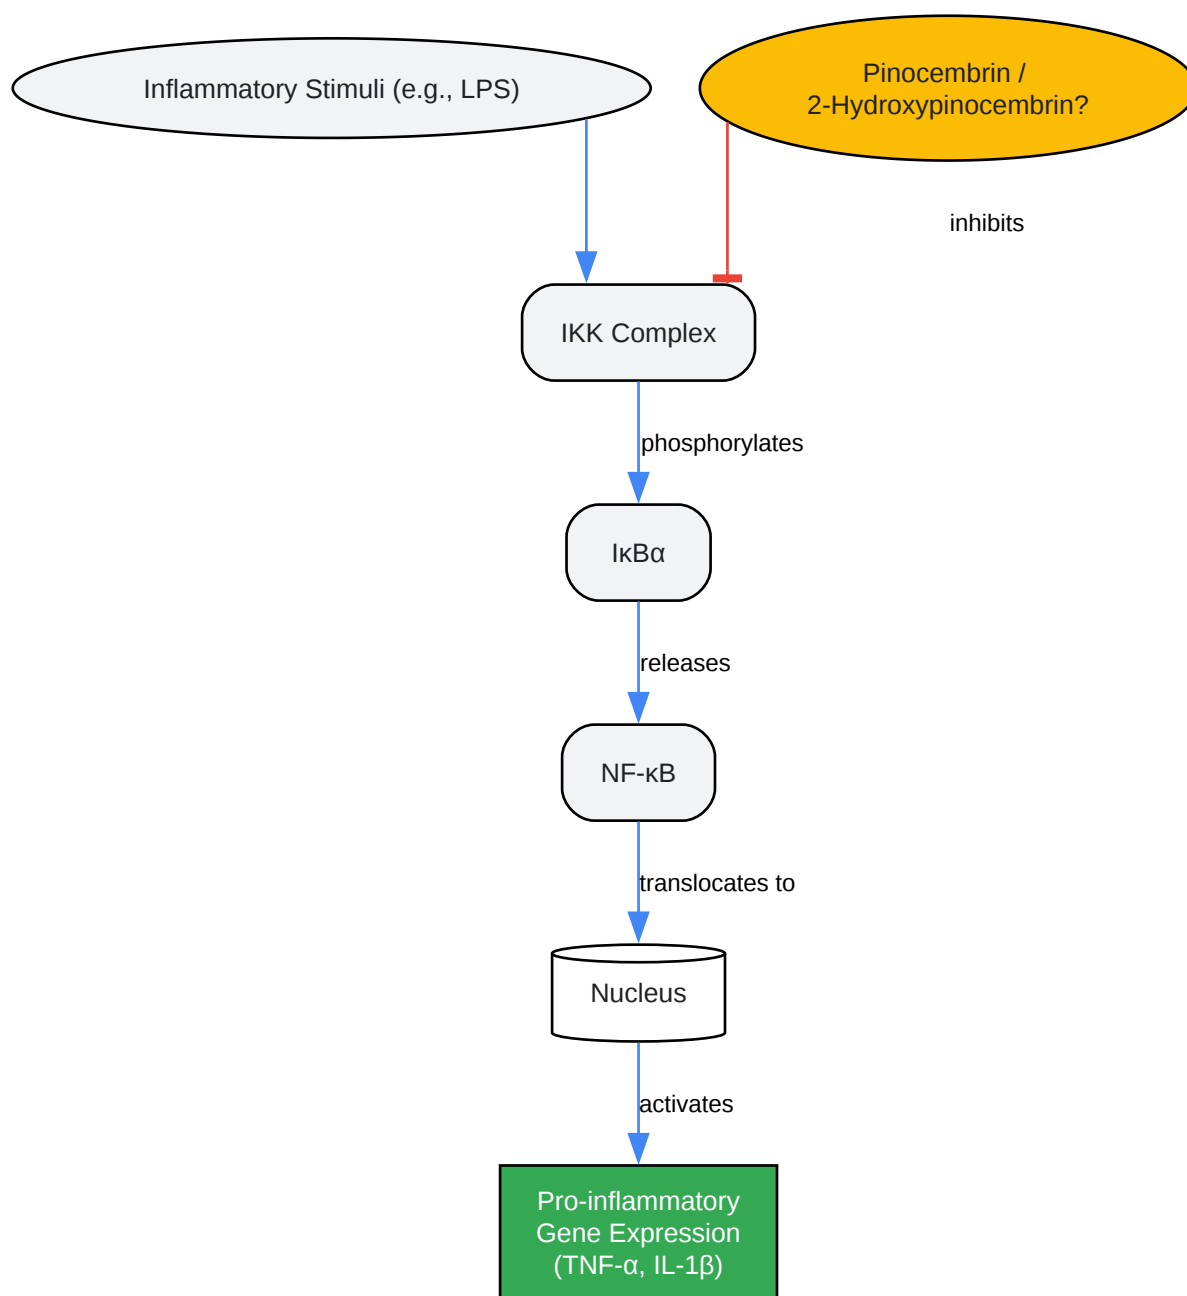 Inflammatory Stimuli (e.g., LPS)
Pinocembrin /
2-Hydroxypinocembrin?
inhibits
IKK Complex
phosphorylates
IκBα
releases
NF-κB
translocates to
Nucleus
activates
Pro-inflammatory
Gene Expression
(TNF-α, IL-1β)